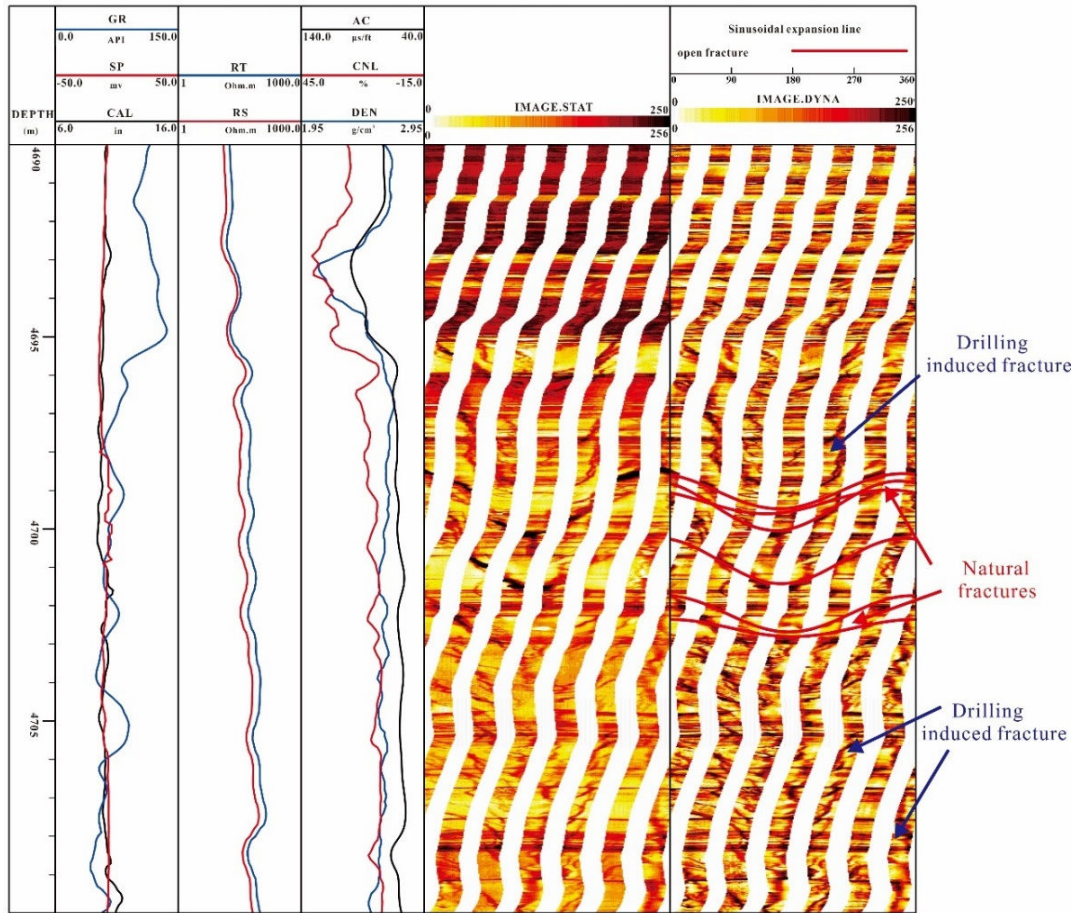 GR
0.0 API 150.0
SP
-50.0 mv 50.0
CAL
6.0 in 16.0
DEPTH
(m)
RT
1 Ohm.m 1000.0
RS
1 Ohm.m 1000.0
AC
140.0 μs/ft 40.0
CNL
45.0 % -15.0
DEN
1.95 g/cm³ 2.95
0 IMAGE.STAT 250
0 256
Sinusoidal expansion line
open fracture
0 90 180 270 360
0 IMAGE.DYNA 250
0 256
4690
4695
4700
4705
Drilling
induced fracture
Natural
fractures
Drilling
induced fracture